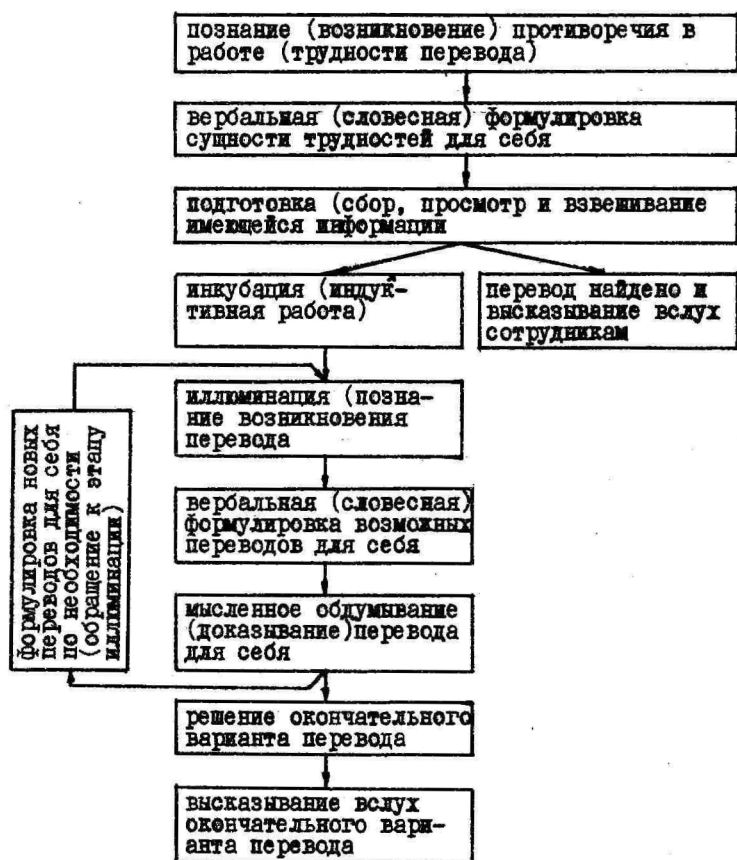 познание (возникновение) противоречия в
работе (трудности перевода)
вербальная (словесная) формулировка
сущности трудностей для себя
подготовка (сбор, просмотр и взвешивание
имеющейся информации
инкубация (индук-
тивная работа)
перевод найдено и
высказывание вслух
сотрудникам
иллюминация (позна-
ние возникновения
перевода
формулировка новых
переводов для себя
по необходимости
(обращение к этапу
иллюминации)
вербальная (словесная)
формулировка возможных
переводов для себя
мысленное обдумывание
(доказывание)перевода
для себя
решение окончательного
варианта перевода
высказывание вслух
окончательного вари-
анта перевода